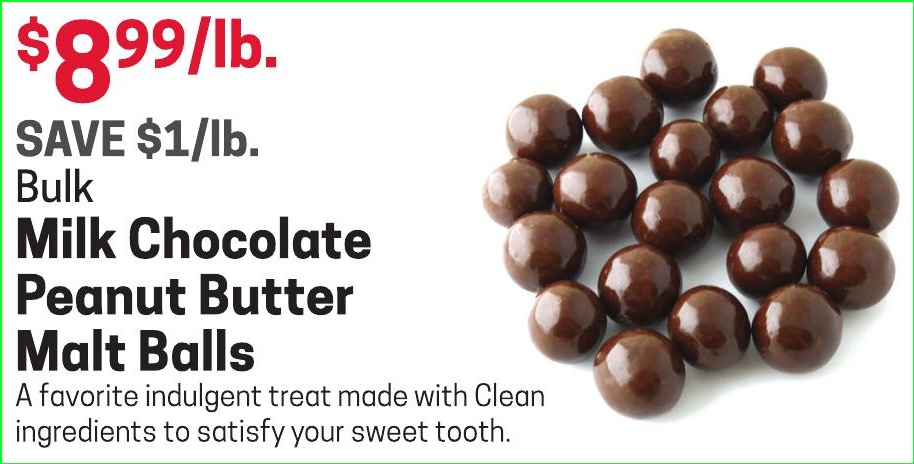 $8.99/lb.
SAVE $1/lb.
Bulk
Milk Chocolate
Peanut Butter
Malt Balls
A favorite indulgent treat made with Clean
ingredients to satisfy your sweet tooth.